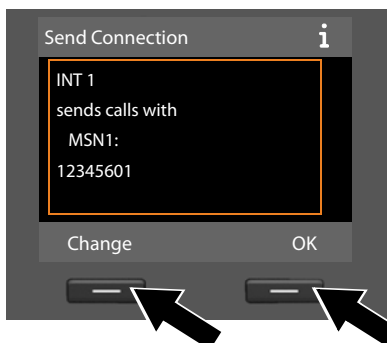 Send Connection i
INT 1
sends calls with
MSN1:
12345601
Change OK